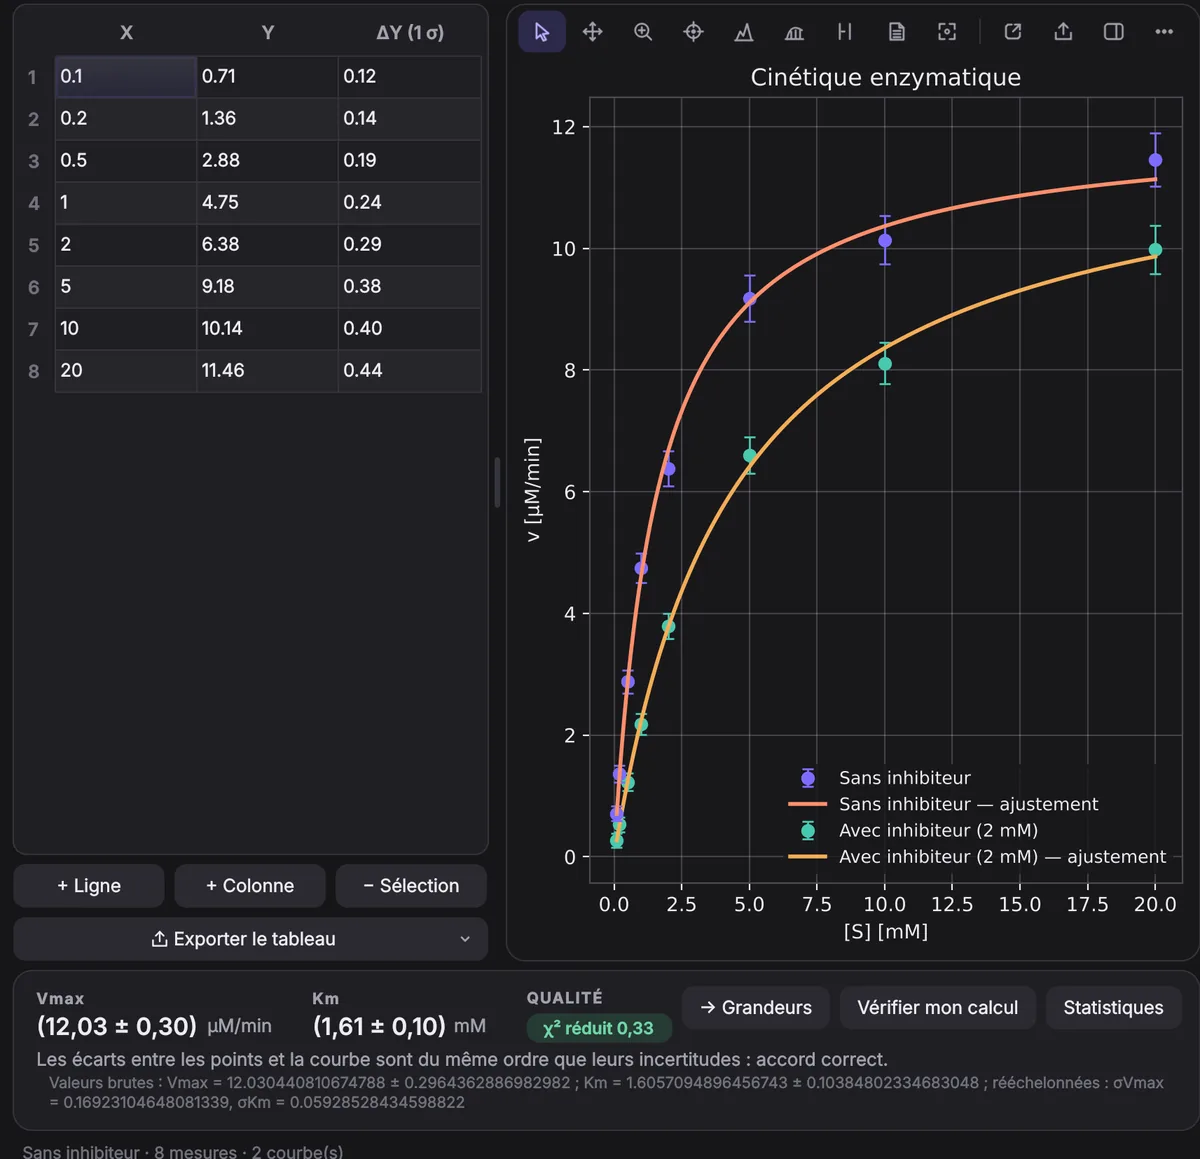 X Y ΔY (1 σ)
1 0.1 0.71 0.12
2 0.2 1.36 0.14
3 0.5 2.88 0.19
4 1 4.75 0.24
5 2 6.38 0.29
6 5 9.18 0.38
7 10 10.14 0.40
8 20 11.46 0.44
+ Ligne + Colonne − Sélection
Exporter le tableau
Cinétique enzymatique
12
10
8
6
4
2
0
v [µM/min]
Sans inhibiteur
Sans inhibiteur — ajustement
Avec inhibiteur (2 mM)
Avec inhibiteur (2 mM) — ajustement
0.0 2.5 5.0 7.5 10.0 12.5 15.0 17.5 20.0
[S] [mM]
Vmax Km QUALITÉ
(12,03 ± 0,30) µM/min (1,61 ± 0,10) mM χ² réduit 0,33
→ Grandeurs Vérifier mon calcul Statistiques
Les écarts entre les points et la courbe sont du même ordre que leurs incertitudes : accord correct.
Valeurs brutes : Vmax = 12.030440810674788 ± 0.2964362886982982 ; Km = 1.6057094896456743 ± 0.10384802334683048 ; rééchelonnées : σVmax
= 0.16923104648081339, σKm = 0.05928528434598822
Sans inhibiteur · 8 mesures · 2 courbe(s)